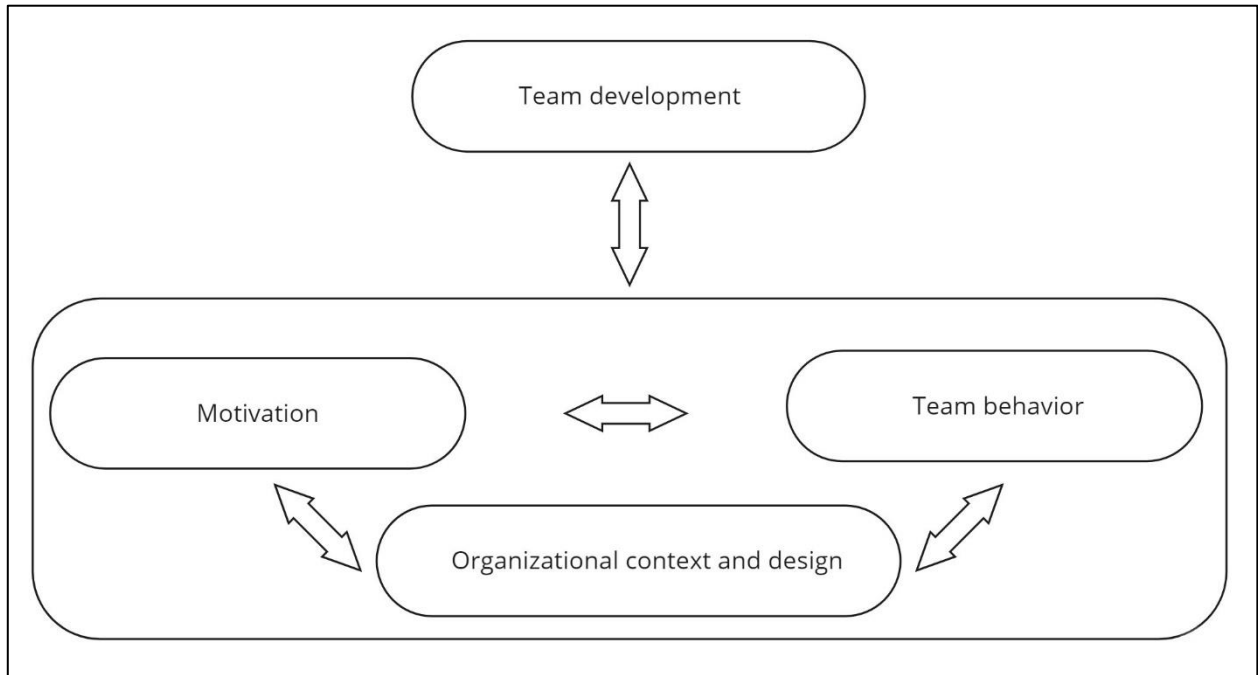 Team development
Motivation
Team behavior
Organizational context and design